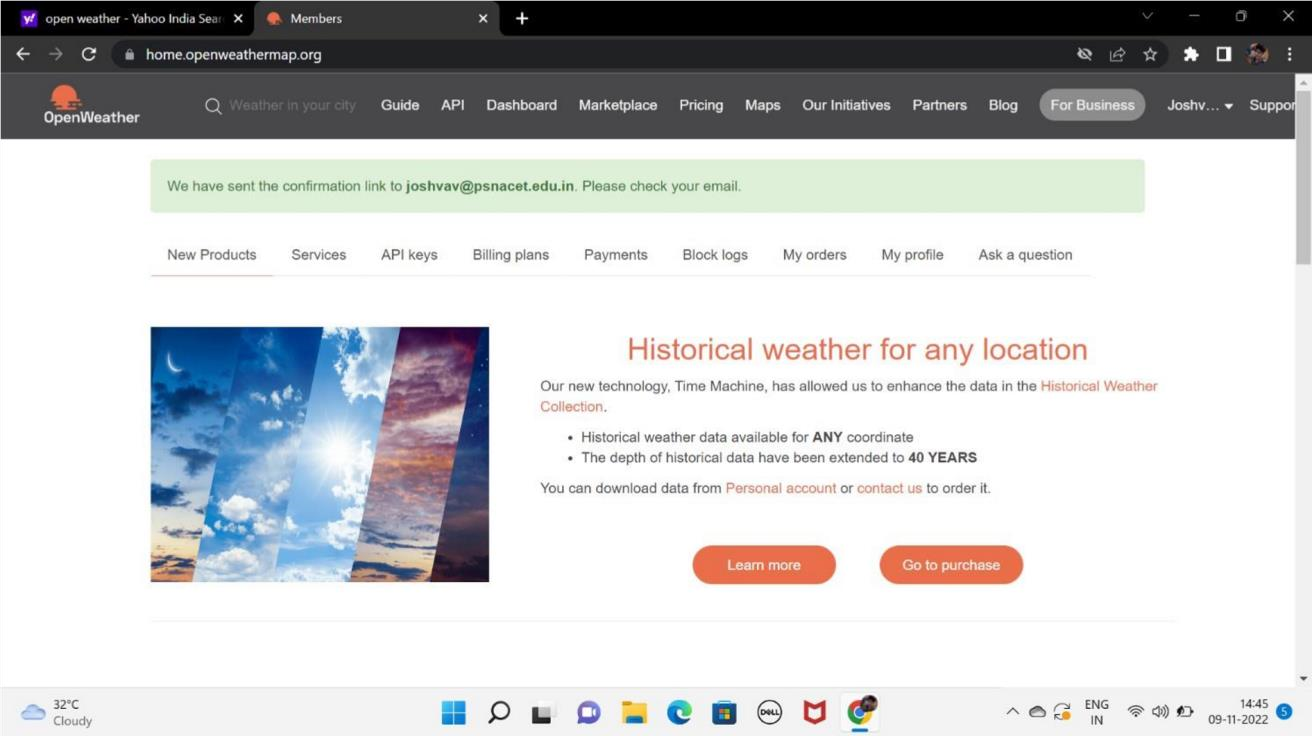 open weather - Yahoo India Sear
Members
home.openweathermap.org
OpenWeather
Weather in your city
Guide
API
Dashboard
Marketplace
Pricing
Maps
Our Initiatives
Partners
Blog
For Business
Joshv...
Suppor
We have sent the confirmation link to joshvav@psnacet.edu.in. Please check your email.
New Products
Services
API keys
Billing plans
Payments
Block logs
My orders
My profile
Ask a question
Historical weather for any location
Our new technology, Time Machine, has allowed us to enhance the data in the Historical Weather
Collection.
• Historical weather data available for ANY coordinate
• The depth of historical data have been extended to 40 YEARS
You can download data from Personal account or contact us to order it.
Learn more
Go to purchase
32°C
Cloudy
DELL
ENG
IN
14:45
09-11-2022
5